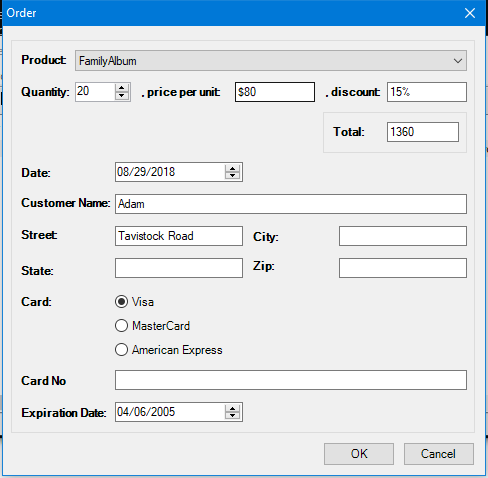 Order
Product: FamilyAlbum
Quantity: 20 , price per unit: $80 , discount: 15%
Total: 1360
Date: 08/29/2018
Customer Name: Adam
Street: Tavistock Road City:
State: Zip:
Card: Visa
MasterCard
American Express
Card No
Expiration Date: 04/06/2005
OK Cancel